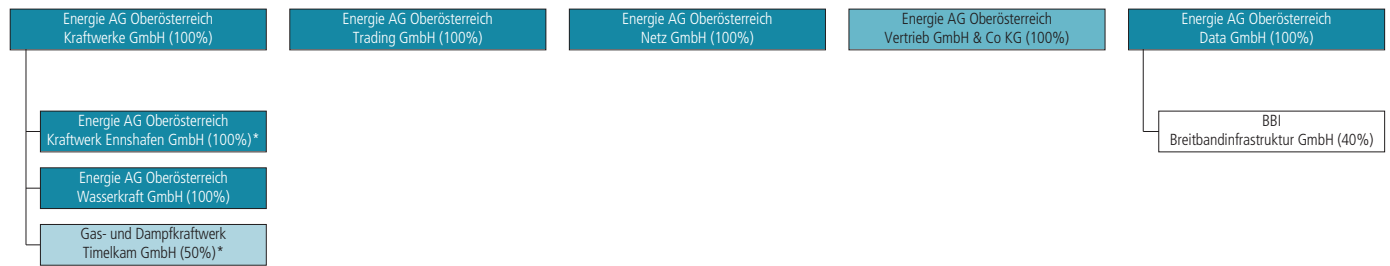 Energie AG Oberösterreich
Kraftwerke GmbH (100%)
Energie AG Oberösterreich
Trading GmbH (100%)
Energie AG Oberösterreich
Netz GmbH (100%)
Energie AG Oberösterreich
Vertrieb GmbH & Co KG (100%)
Energie AG Oberösterreich
Data GmbH (100%)
Energie AG Oberösterreich
Kraftwerk Ennshafen GmbH (100%)*
BBI
Breitbandinfrastruktur GmbH (40%)
Energie AG Oberösterreich
Wasserkraft GmbH (100%)
Gas- und Dampfkraftwerk
Timelkam GmbH (50%)*